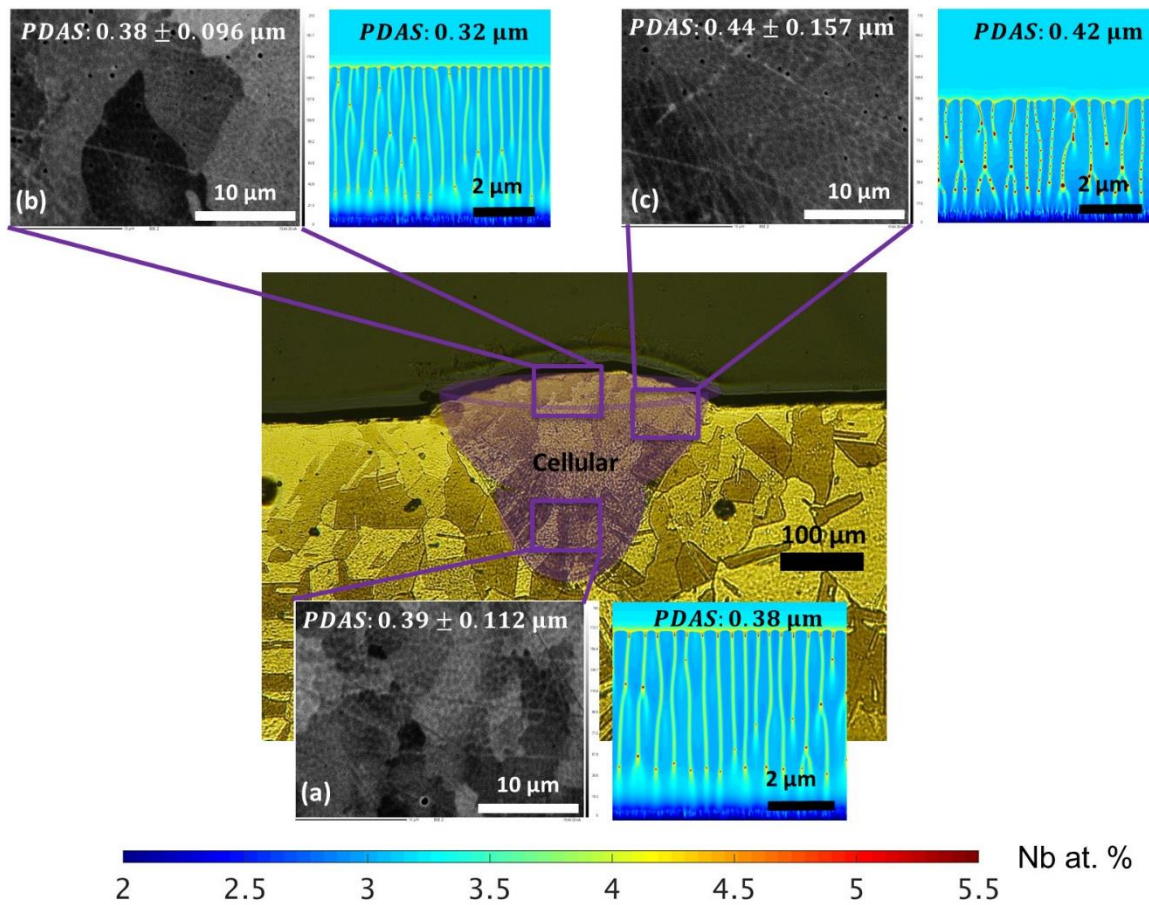 PDAS: 0.38 ± 0.096 μm
(b)
10 μm
PDAS: 0.32 μm
2 μm
PDAS: 0.44 ± 0.157 μm
(c)
10 μm
PDAS: 0.42 μm
2 μm
Cellular
100 μm
PDAS: 0.39 ± 0.112 μm
(a)
10 μm
PDAS: 0.38 μm
2 μm
Nb at. %
2 2.5 3 3.5 4 4.5 5 5.5